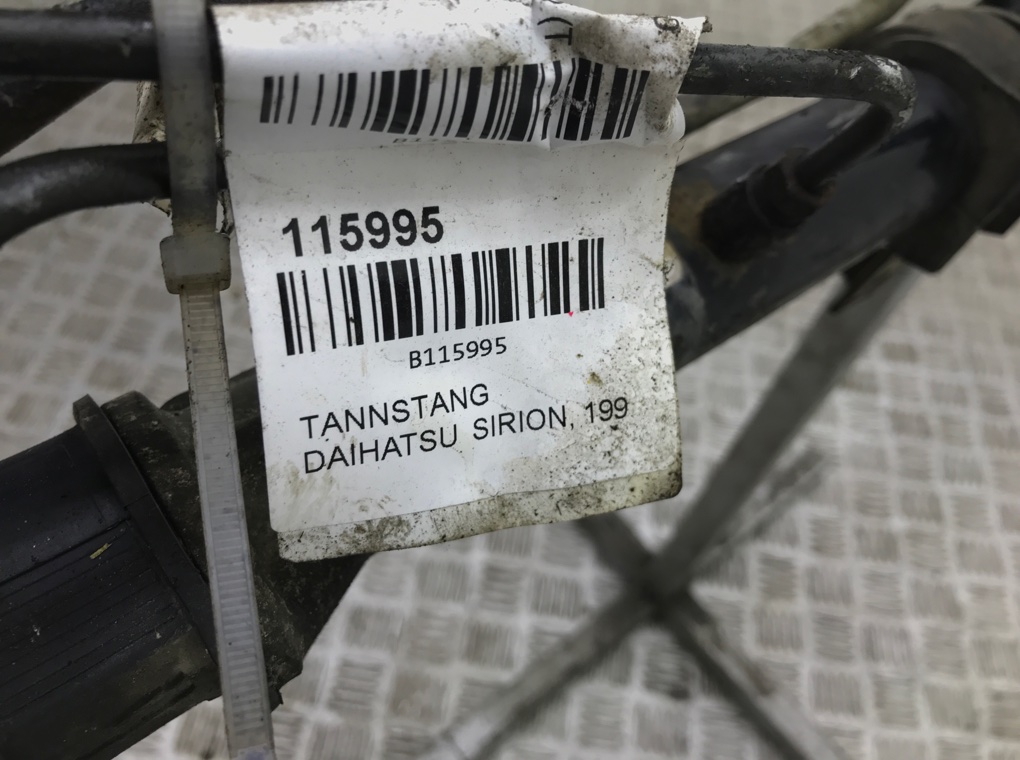 115995
B115995
TANNSTANG
DAIHATSU SIRION, 199